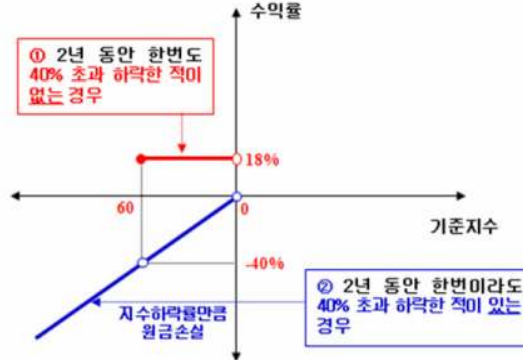 수익률
① 2년 동안 한번도
40% 초과 하락한 적이
없는 경우
18%
60
0
기준지수
-40%
② 2년 동안 한번이라도
40% 초과 하락한 적이 있는
경우
지수하락률만큼
원금손실